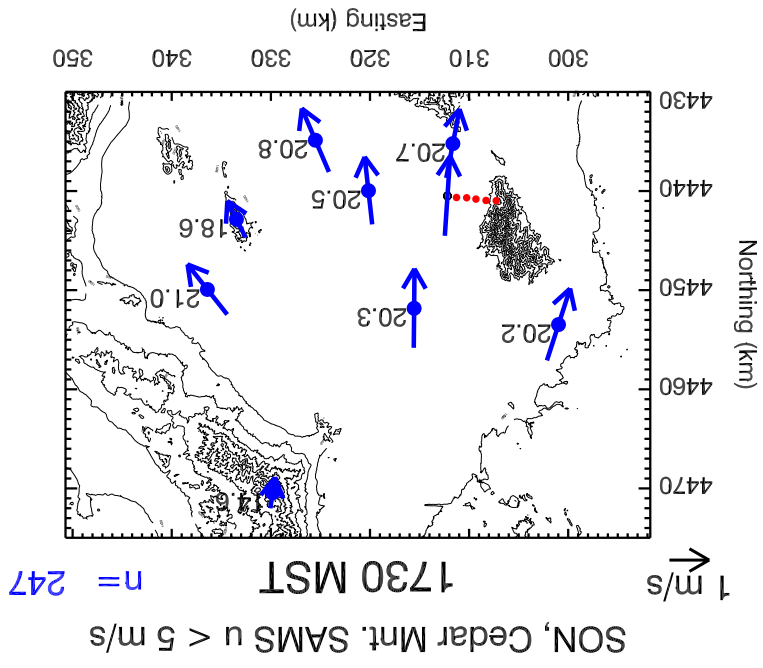 SON, Cedar Mnt. SAMS u < 5 m/s
1 m/s 1730 MST n= 247
14.6
4470
4460
Northing (km)
20.2
20.3
21.0
4450
18.6
20.5
4440
20.7
20.8
4430
300 310 320 330 340 350
Easting (km)